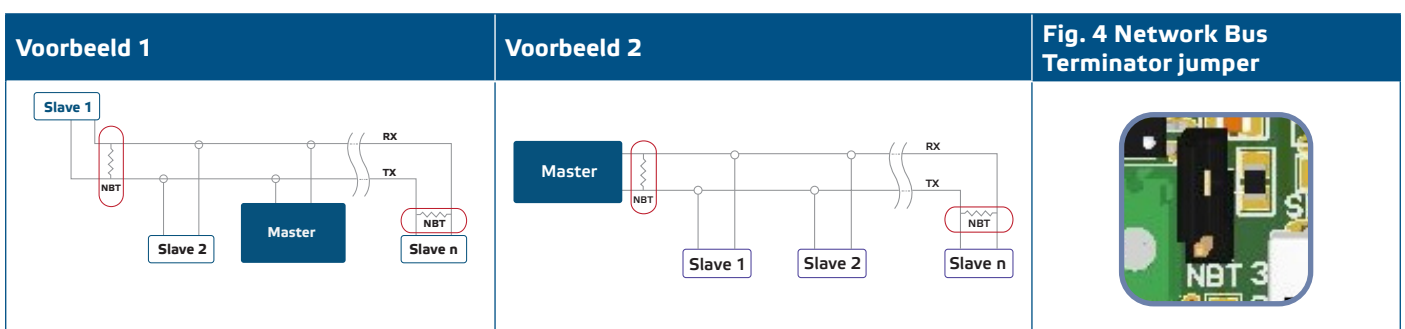 Voorbeeld 1
Slave 1
RX
TX
NBT
NBT
Slave 2
Master
Slave n
Voorbeeld 2
RX
Master
TX
NBT
NBT
Slave 1
Slave 2
Slave n
Fig. 4 Network Bus
Terminator jumper
S
NBT 3